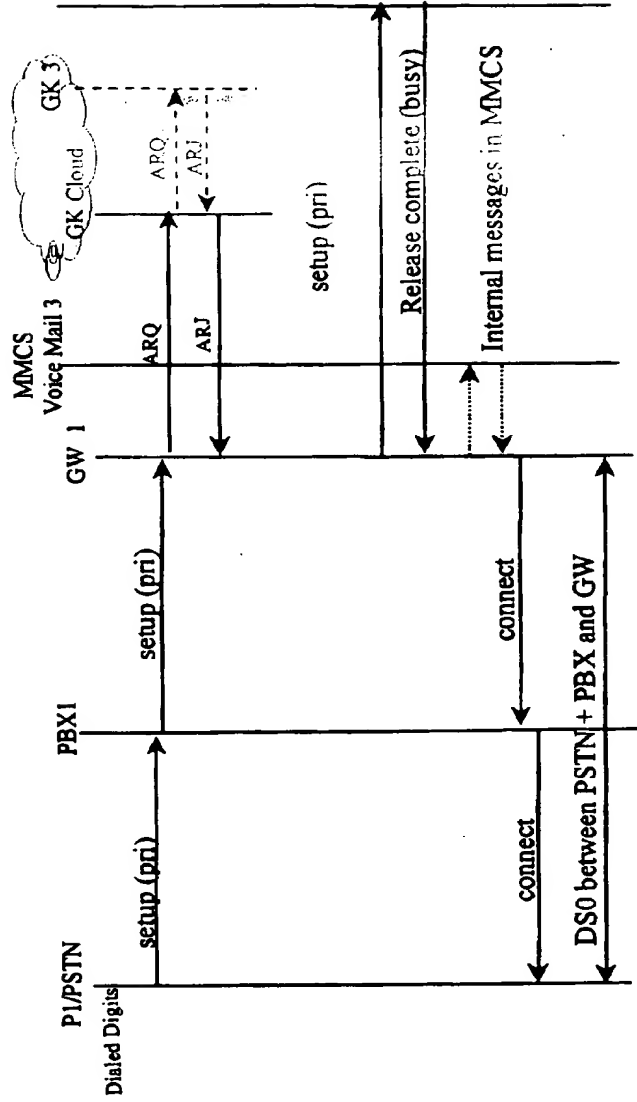 P1/PSTN
Dialed Digits
PBX1
GW 1
MMCS
Voice Mail 3
GK Cloud
GK 3
setup (pri)
setup (pri)
ARQ
ARQ
ARJ
ARJ
setup (pri)
Release complete (busy)
Internal messages in MMCS
connect
connect
DS0 between PSTN + PBX and GW